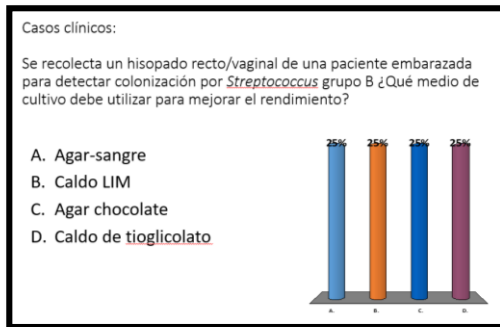 Casos clínicos:
Se recolecta un hisopado recto/vaginal de una paciente embarazada
para detectar colonización por Streptococcus grupo B ¿Qué medio de
cultivo debe utilizar para mejorar el rendimiento?
A. Agar-sangre
B. Caldo LIM
C. Agar chocolate
D. Caldo de tioglicolato
25% 25% 25% 25%
A. B. C. D.